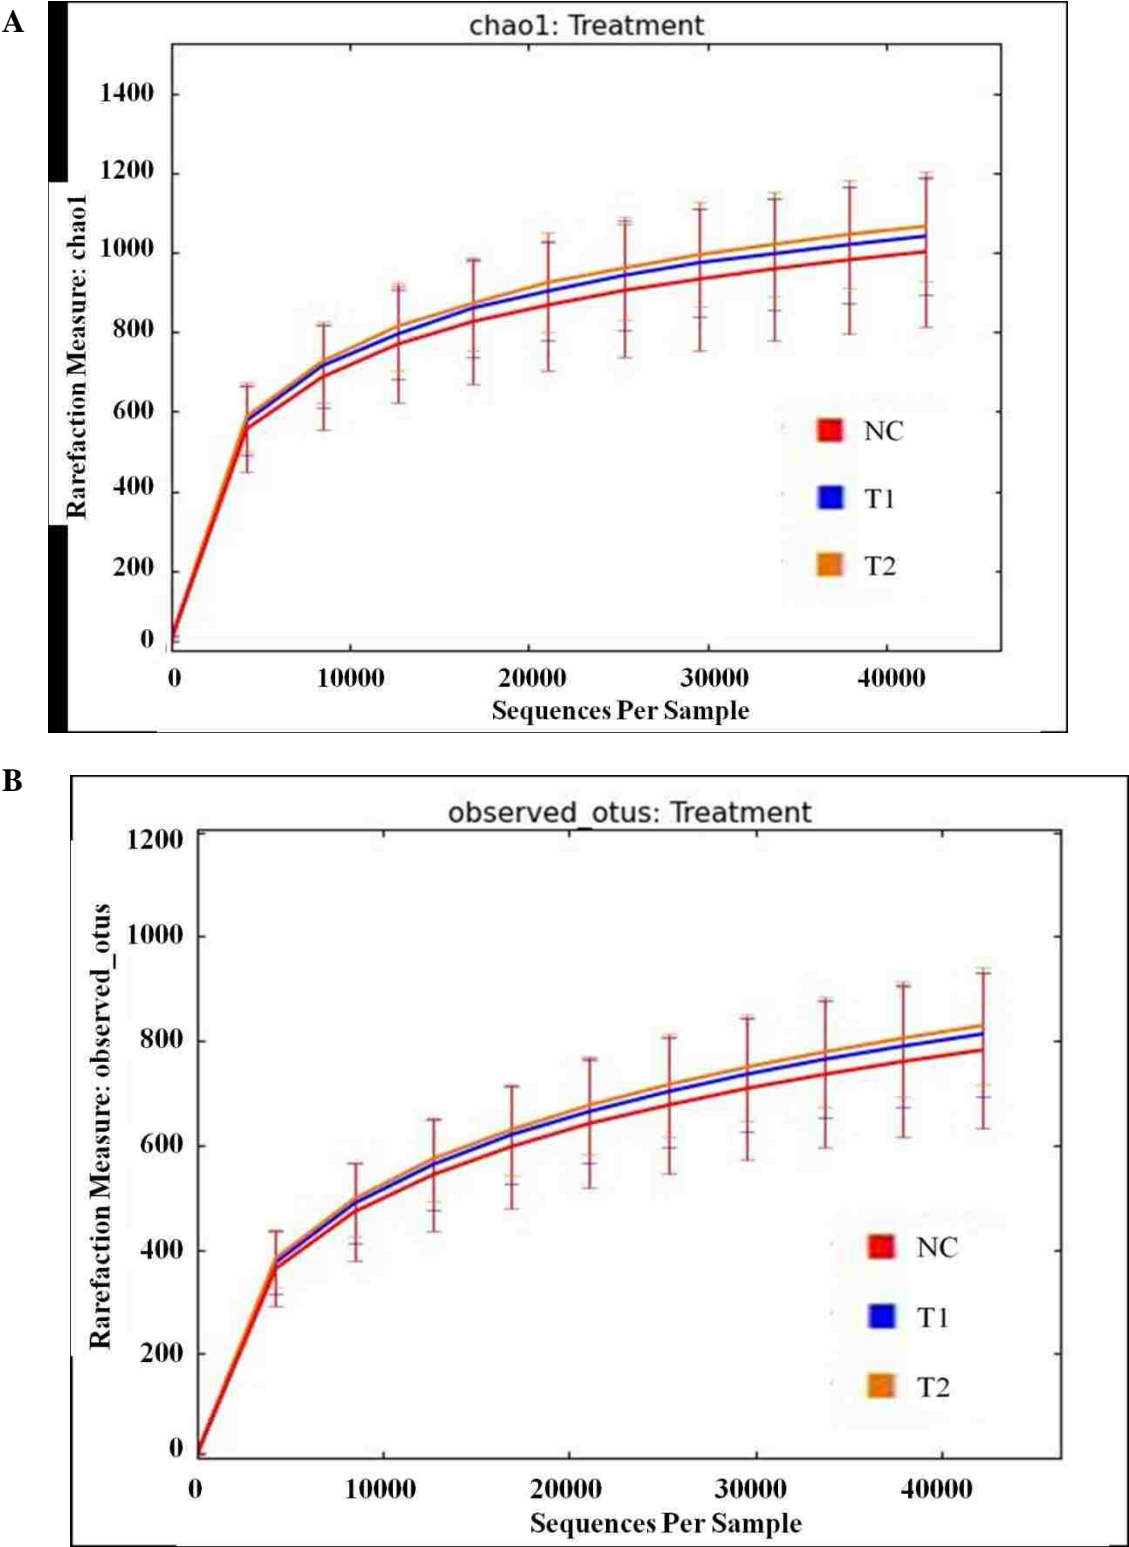 A
chao1: Treatment
1400
1200
1000
800
600
400
200
0
Rarefaction Measure: chao1
NC
T1
T2
0 10000 20000 30000 40000
Sequences Per Sample
B
observed_otus: Treatment
1200
1000
800
600
400
200
0
Rarefaction Measure: observed_otus
NC
T1
T2
0 10000 20000 30000 40000
Sequences Per Sample